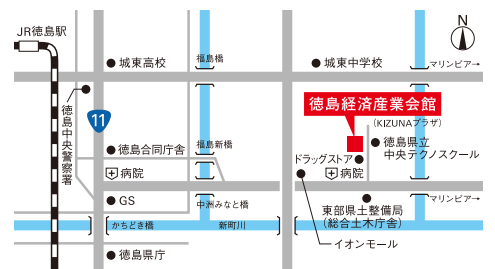 JR徳島駅
N
城東高校
福島橋
城東中学校
マリンピア→
徳島中央警察署
11
徳島経済産業会館
(KIZUNAプラザ)
徳島合同庁舎
福島新橋
徳島県立
中央テクノスクール
ドラッグストア
病院
病院
GS
中洲みなと橋
東部県土整備局
(総合土木庁舎)
マリンピア→
かちどき橋
新町川
イオンモール
徳島県庁